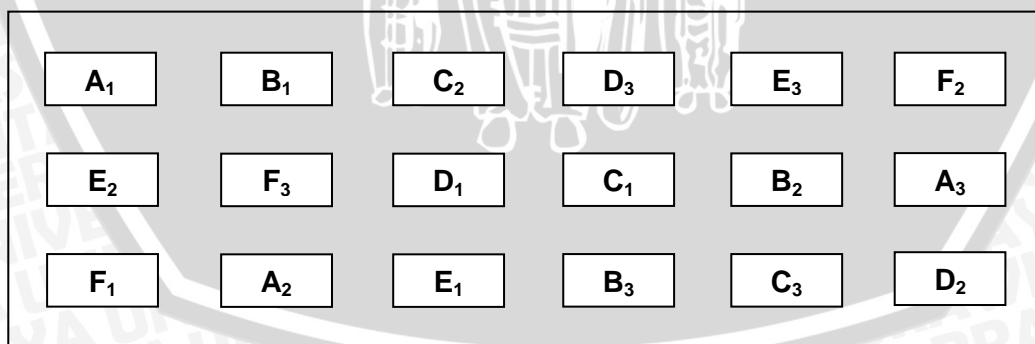 A₁ B₁ C₂ D₃ E₃ F₂
E₂ F₃ D₁ C₁ B₂ A₃
F₁ A₂ E₁ B₃ C₃ D₂